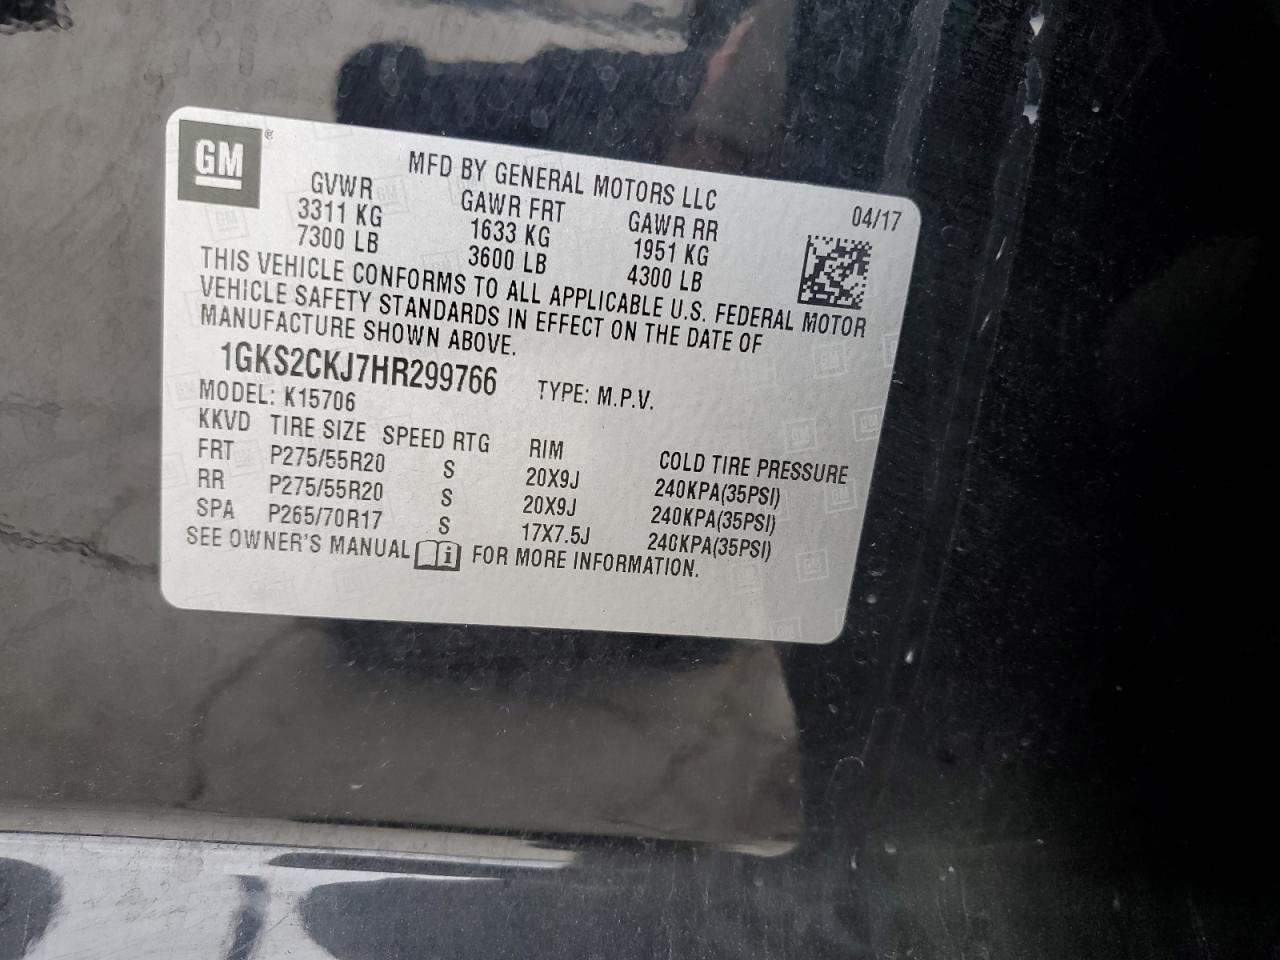 GM ®
MFD BY GENERAL MOTORS LLC
04/17
GVWR GAWR FRT GAWR RR
3311 KG 1633 KG 1951 KG
7300 LB 3600 LB 4300 LB
THIS VEHICLE CONFORMS TO ALL APPLICABLE U.S. FEDERAL MOTOR
VEHICLE SAFETY STANDARDS IN EFFECT ON THE DATE OF
MANUFACTURE SHOWN ABOVE.
1GKS2CKJ7HR299766 TYPE: M.P.V.
MODEL: K15706
KKVD TIRE SIZE SPEED RTG RIM COLD TIRE PRESSURE
FRT P275/55R20 S 20X9J 240KPA(35PSI)
RR P275/55R20 S 20X9J 240KPA(35PSI)
SPA P265/70R17 S 17X7.5J 240KPA(35PSI)
SEE OWNER'S MANUAL i FOR MORE INFORMATION.